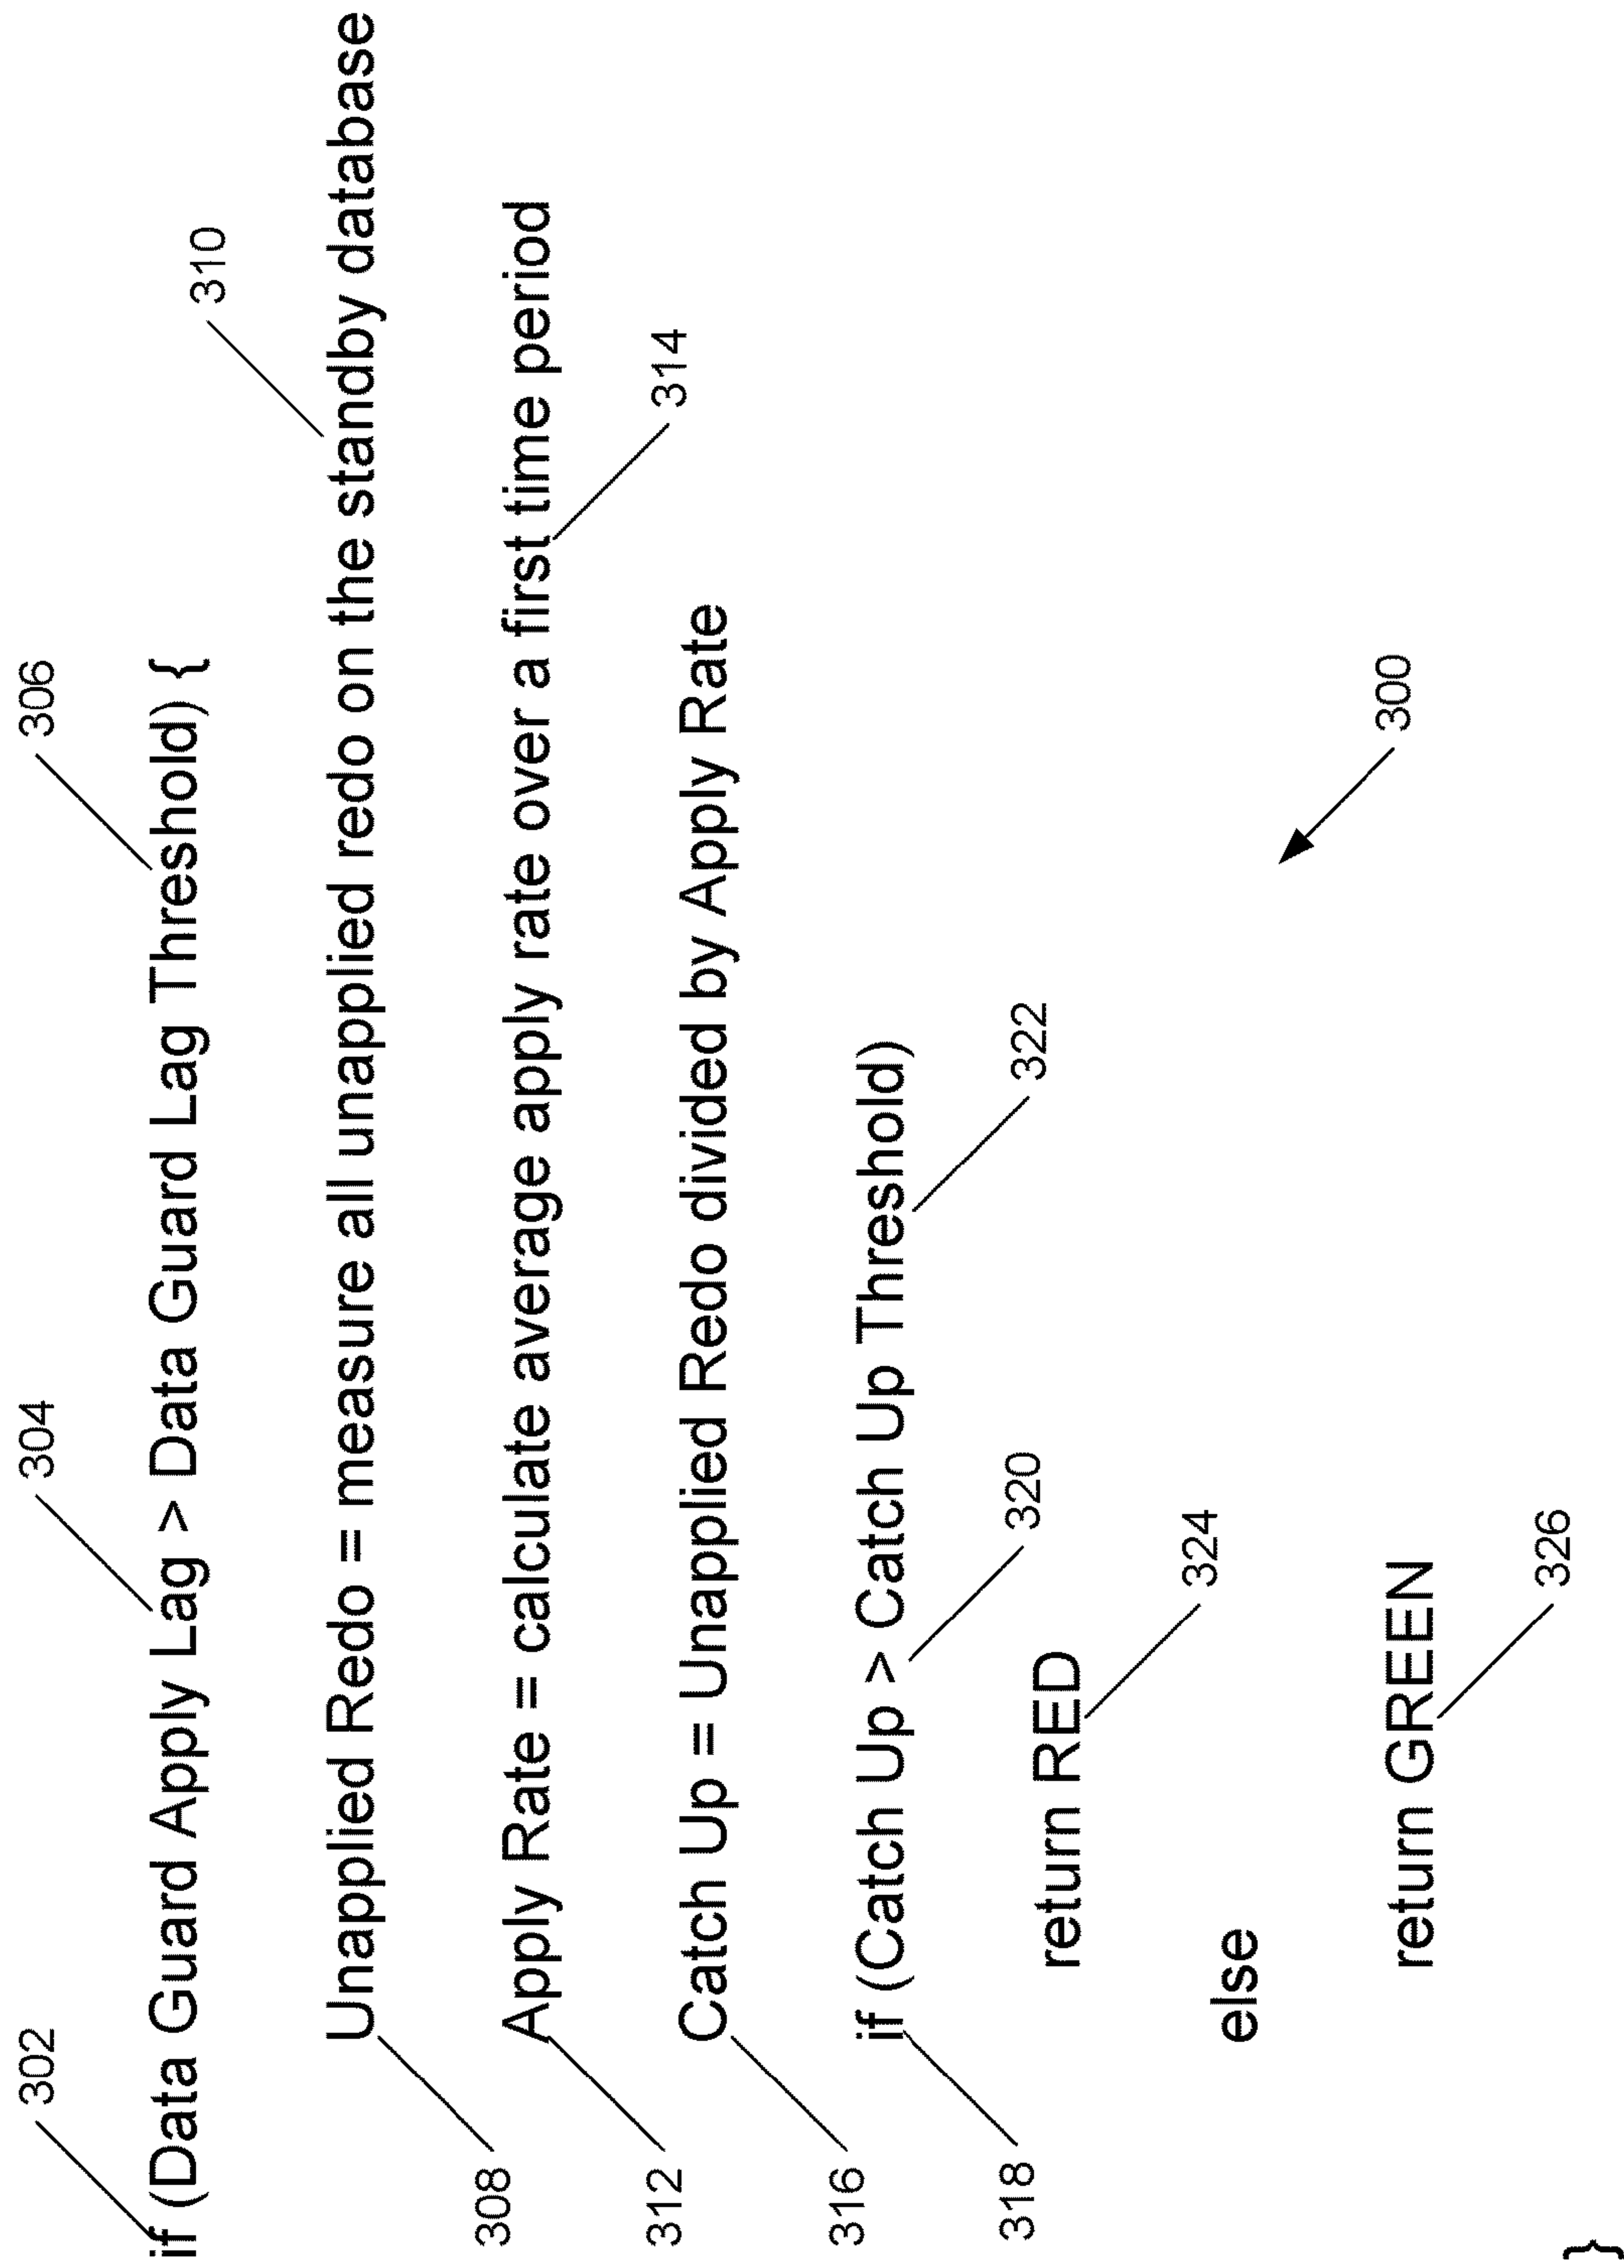 302 304 306
if (Data Guard Apply Lag > Data Guard Lag Threshold) {
310
Unapplied Redo = measure all unapplied redo on the standby database
308
Apply Rate = calculate average apply rate over a first time period
312 314
Catch Up = Unapplied Redo divided by Apply Rate
316
if (Catch Up > Catch Up Threshold)
318 320 322
return RED
324
else
300
return GREEN
326
}